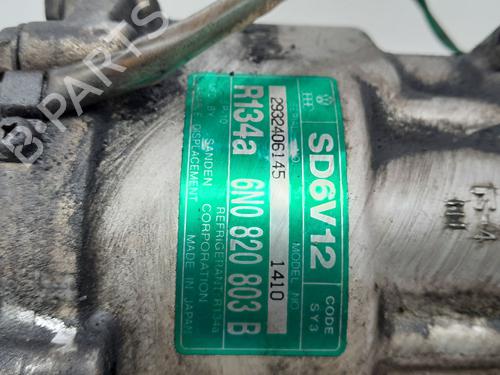 SD6V12 CODE
MODEL NO. SY3
2932406145 1410
R134a 6N0 820 803 B
REFRIGERANT R134a
BY SANDEN CORPORATION
DISPLACEMENT MADE IN JAPAN